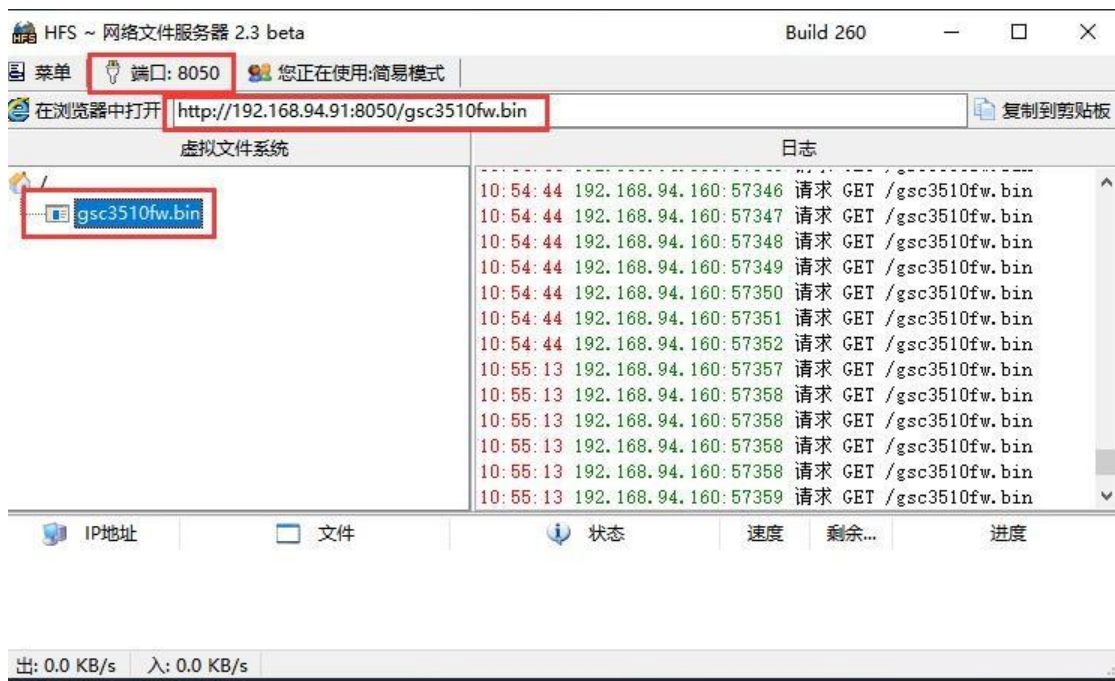 HFS ~ 网络文件服务器 2.3 beta Build 260
菜单 端口: 8050 您正在使用:简易模式
在浏览器中打开 http://192.168.94.91:8050/gsc3510fw.bin 复制到剪贴板
虚拟文件系统 日志
/
gsc3510fw.bin
10:54:44 192.168.94.160:57346 请求 GET /gsc3510fw.bin
10:54:44 192.168.94.160:57347 请求 GET /gsc3510fw.bin
10:54:44 192.168.94.160:57348 请求 GET /gsc3510fw.bin
10:54:44 192.168.94.160:57349 请求 GET /gsc3510fw.bin
10:54:44 192.168.94.160:57350 请求 GET /gsc3510fw.bin
10:54:44 192.168.94.160:57351 请求 GET /gsc3510fw.bin
10:54:44 192.168.94.160:57352 请求 GET /gsc3510fw.bin
10:55:13 192.168.94.160:57357 请求 GET /gsc3510fw.bin
10:55:13 192.168.94.160:57358 请求 GET /gsc3510fw.bin
10:55:13 192.168.94.160:57358 请求 GET /gsc3510fw.bin
10:55:13 192.168.94.160:57358 请求 GET /gsc3510fw.bin
10:55:13 192.168.94.160:57358 请求 GET /gsc3510fw.bin
10:55:13 192.168.94.160:57359 请求 GET /gsc3510fw.bin
IP地址 文件 状态 速度 剩余... 进度
出: 0.0 KB/s 入: 0.0 KB/s